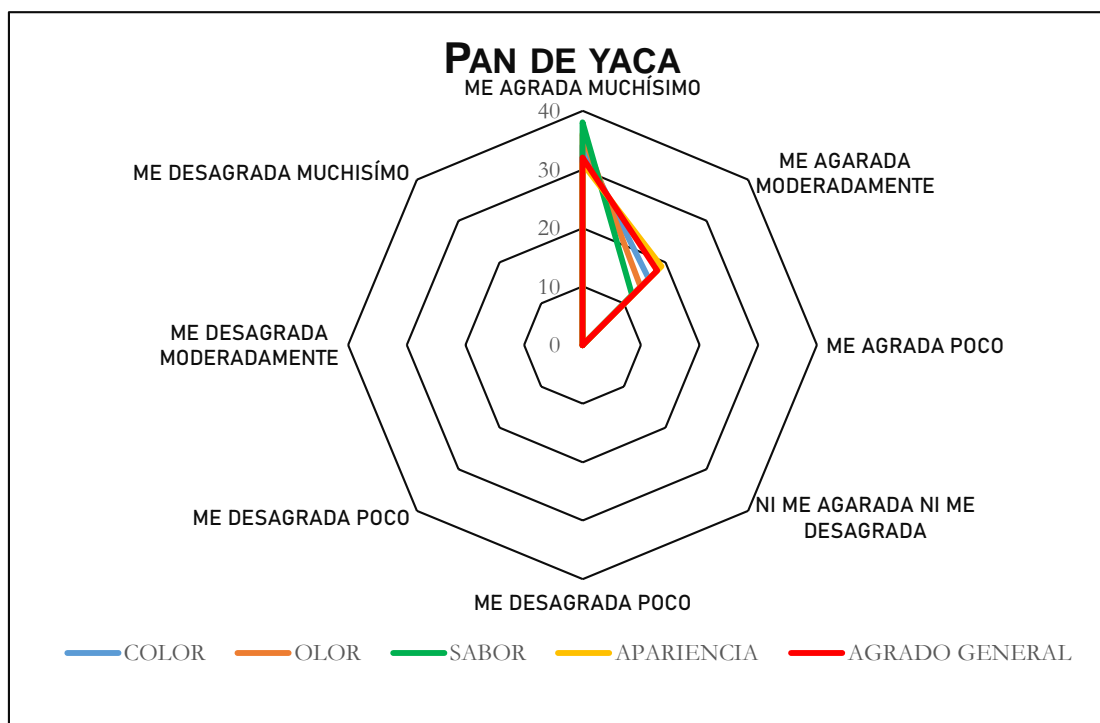 PAN DE YACA
ME AGRADA MUCHÍSIMO
40
ME AGARADA
MODERADAMENTE
ME DESAGRADA MUCHISÍMO
30
20
10
ME DESAGRADA
MODERADAMENTE
0
ME AGRADA POCO
ME DESAGRADA POCO
NI ME AGARADA NI ME
DESAGRADA
ME DESAGRADA POCO
COLOR
OLOR
SABOR
APARIENCIA
AGRADO GENERAL